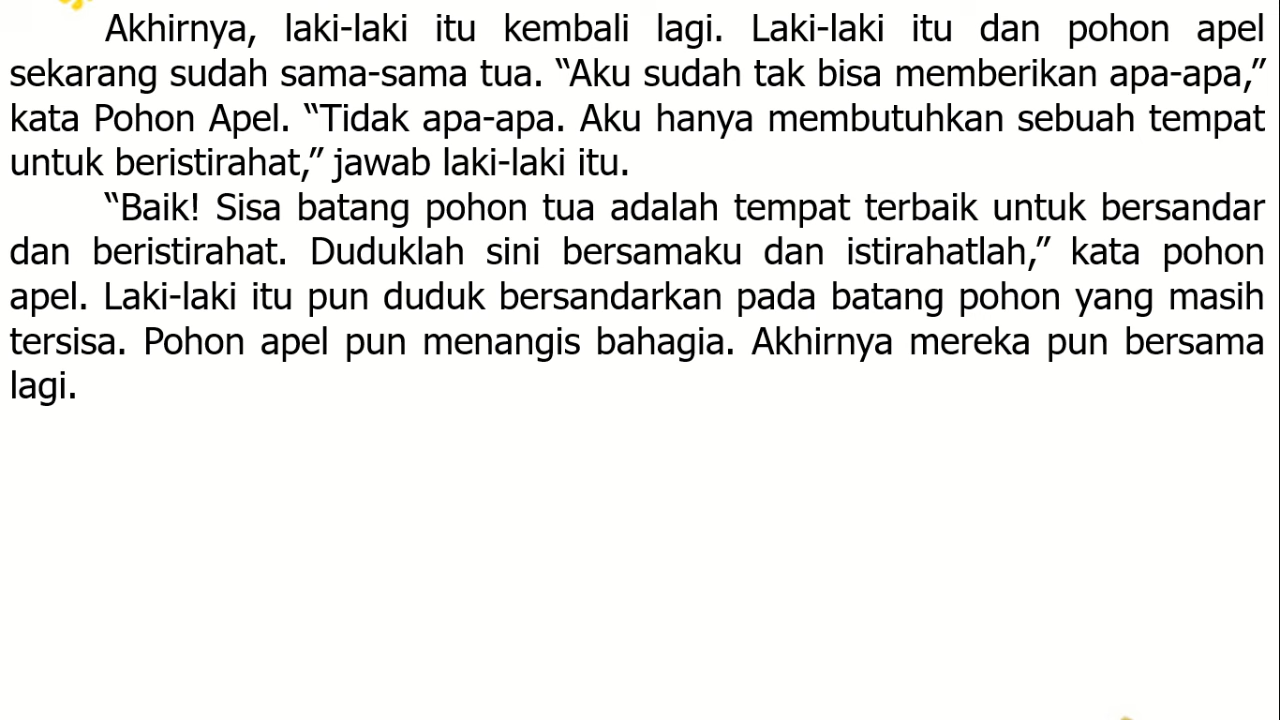 Akhirnya, laki-laki itu kembali lagi. Laki-laki itu dan pohon apel
sekarang sudah sama-sama tua. “Aku sudah tak bisa memberikan apa-apa,”
kata Pohon Apel. “Tidak apa-apa. Aku hanya membutuhkan sebuah tempat
untuk beristirahat,” jawab laki-laki itu.
“Baik! Sisa batang pohon tua adalah tempat terbaik untuk bersandar
dan beristirahat. Duduklah sini bersamaku dan istirahatlah,” kata pohon
apel. Laki-laki itu pun duduk bersandarkan pada batang pohon yang masih
tersisa. Pohon apel pun menangis bahagia. Akhirnya mereka pun bersama
lagi.